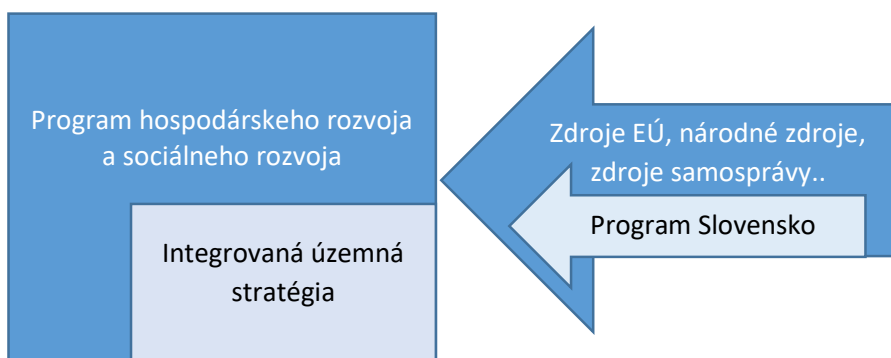 Program hospodárskeho rozvoja
a sociálneho rozvoja
Integrovaná územná
stratégia
Zdroje EÚ, národné zdroje,
zdroje samosprávy..
Program Slovensko